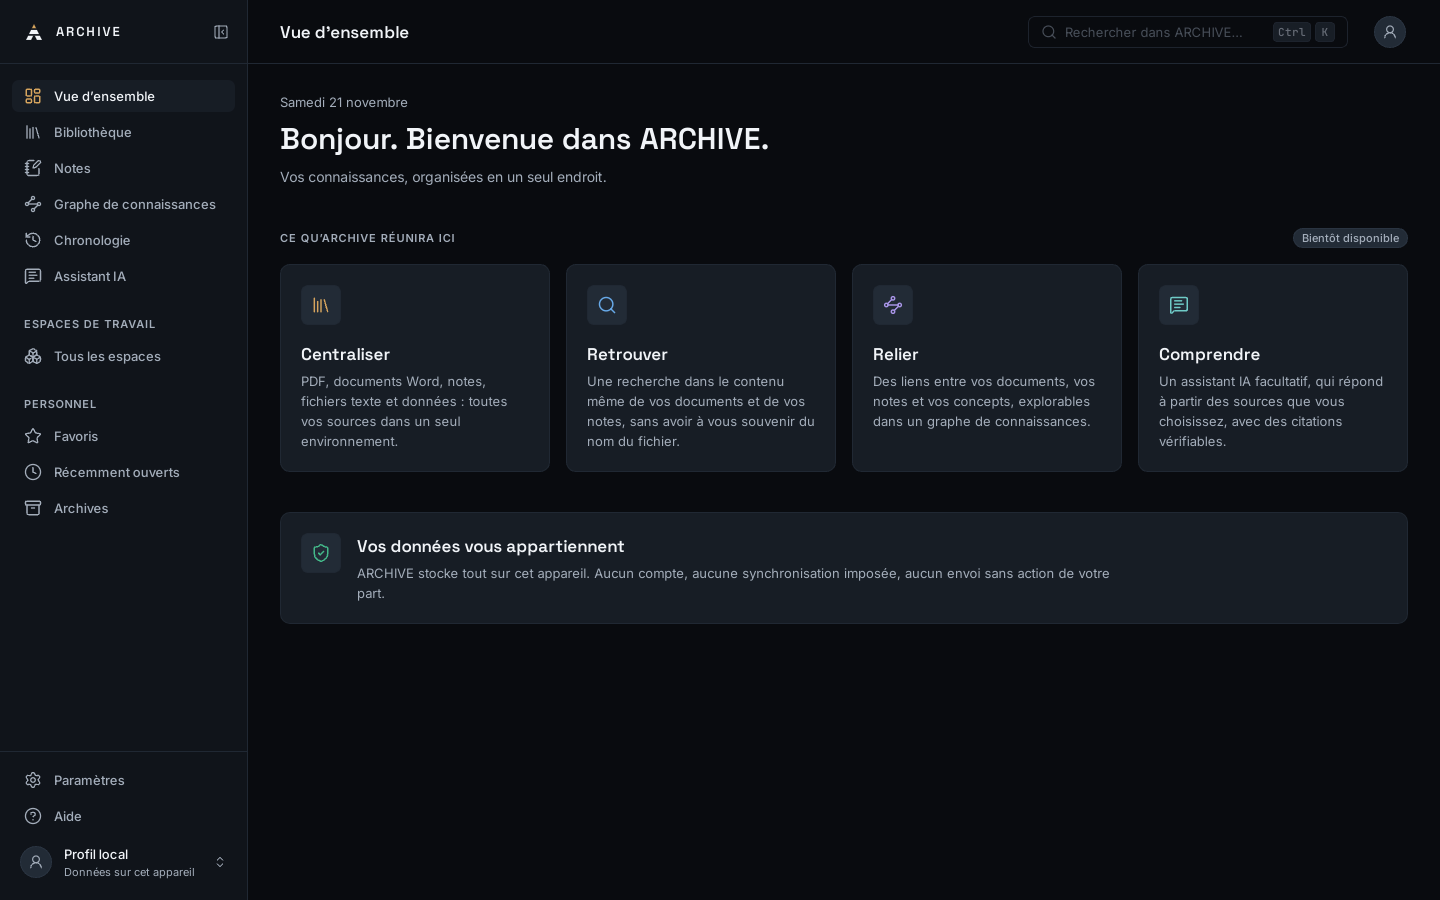 ARCHIVE
Vue d’ensemble
Rechercher dans ARCHIVE...
Ctrl K
Vue d’ensemble
Bibliothèque
Notes
Graphe de connaissances
Chronologie
Assistant IA
ESPACES DE TRAVAIL
Tous les espaces
PERSONNEL
Favoris
Récemment ouverts
Archives
Paramètres
Aide
Profil local
Données sur cet appareil
Samedi 21 novembre
Bonjour. Bienvenue dans ARCHIVE.
Vos connaissances, organisées en un seul endroit.
CE QU’ARCHIVE RÉUNIRA ICI
Bientôt disponible
Centraliser
PDF, documents Word, notes,
fichiers texte et données : toutes
vos sources dans un seul
environnement.
Retrouver
Une recherche dans le contenu
même de vos documents et de vos
notes, sans avoir à vous souvenir du
nom du fichier.
Relier
Des liens entre vos documents, vos
notes et vos concepts, explorables
dans un graphe de connaissances.
Comprendre
Un assistant IA facultatif, qui répond
à partir des sources que vous
choisissez, avec des citations
vérifiables.
Vos données vous appartiennent
ARCHIVE stocke tout sur cet appareil. Aucun compte, aucune synchronisation imposée, aucun envoi sans action de votre
part.